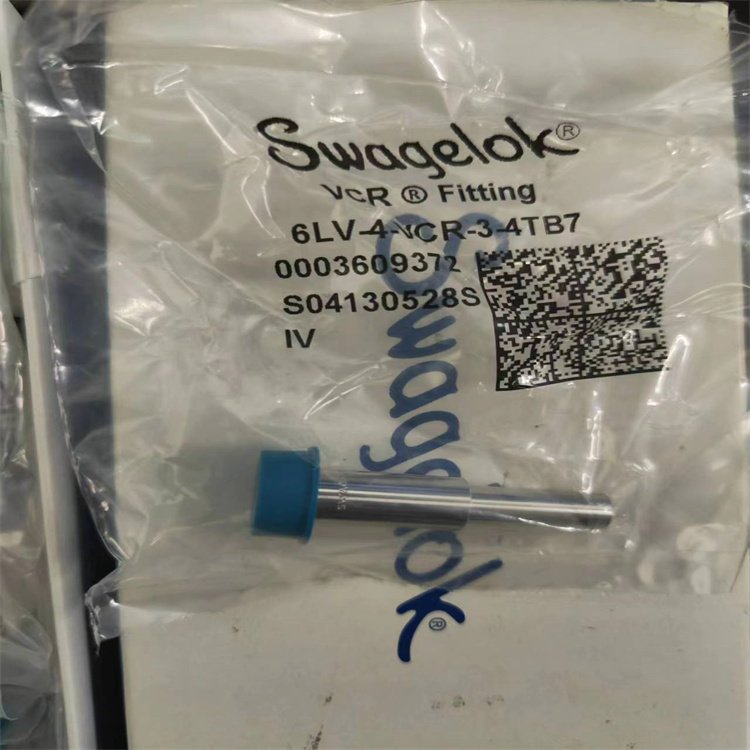 Swagelok®
VCR ® Fitting
6LV-4-VCR-3-4TB7
0003609372
S04130528S
IV
Swagelok®